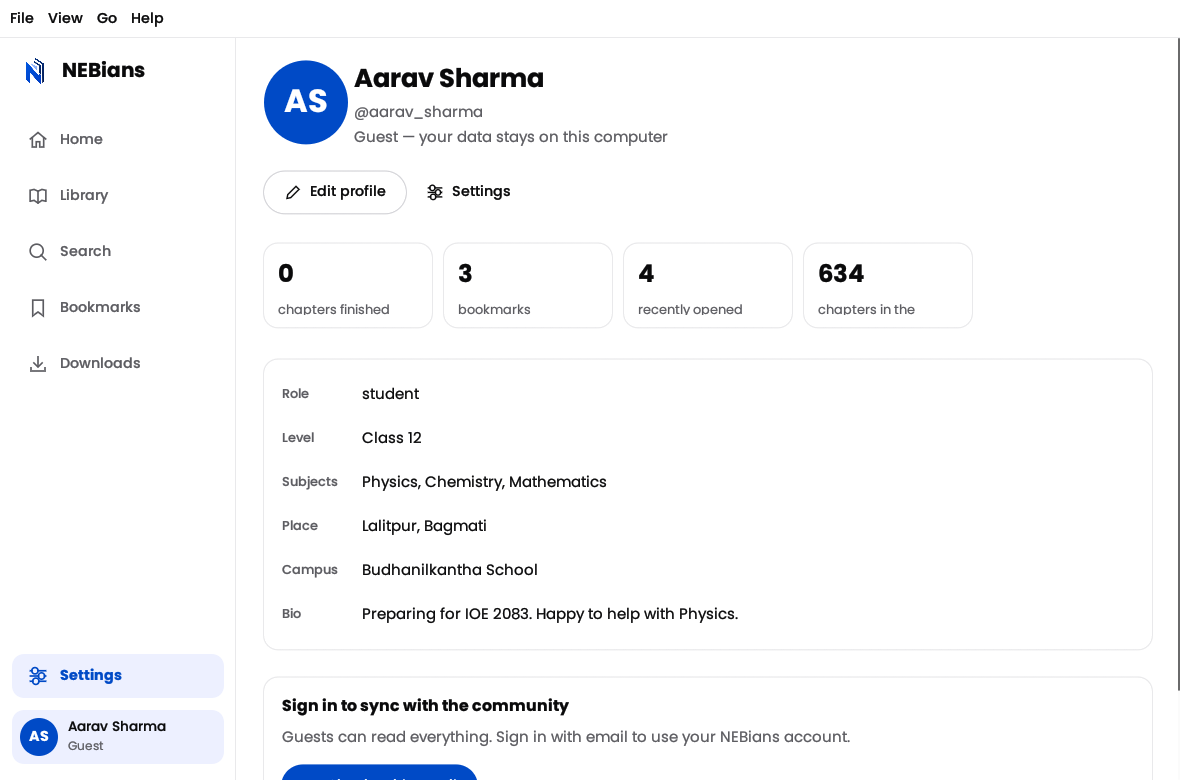 File View Go Help
NEBians
Home
Library
Search
Bookmarks
Downloads
Settings
AS
Aarav Sharma
Guest
AS
Aarav Sharma
@aarav_sharma
Guest — your data stays on this computer
Edit profile
Settings
0
chapters finished
3
bookmarks
4
recently opened
634
chapters in the
Role student
Level Class 12
Subjects Physics, Chemistry, Mathematics
Place Lalitpur, Bagmati
Campus Budhanilkantha School
Bio Preparing for IOE 2083. Happy to help with Physics.
Sign in to sync with the community
Guests can read everything. Sign in with email to use your NEBians account.